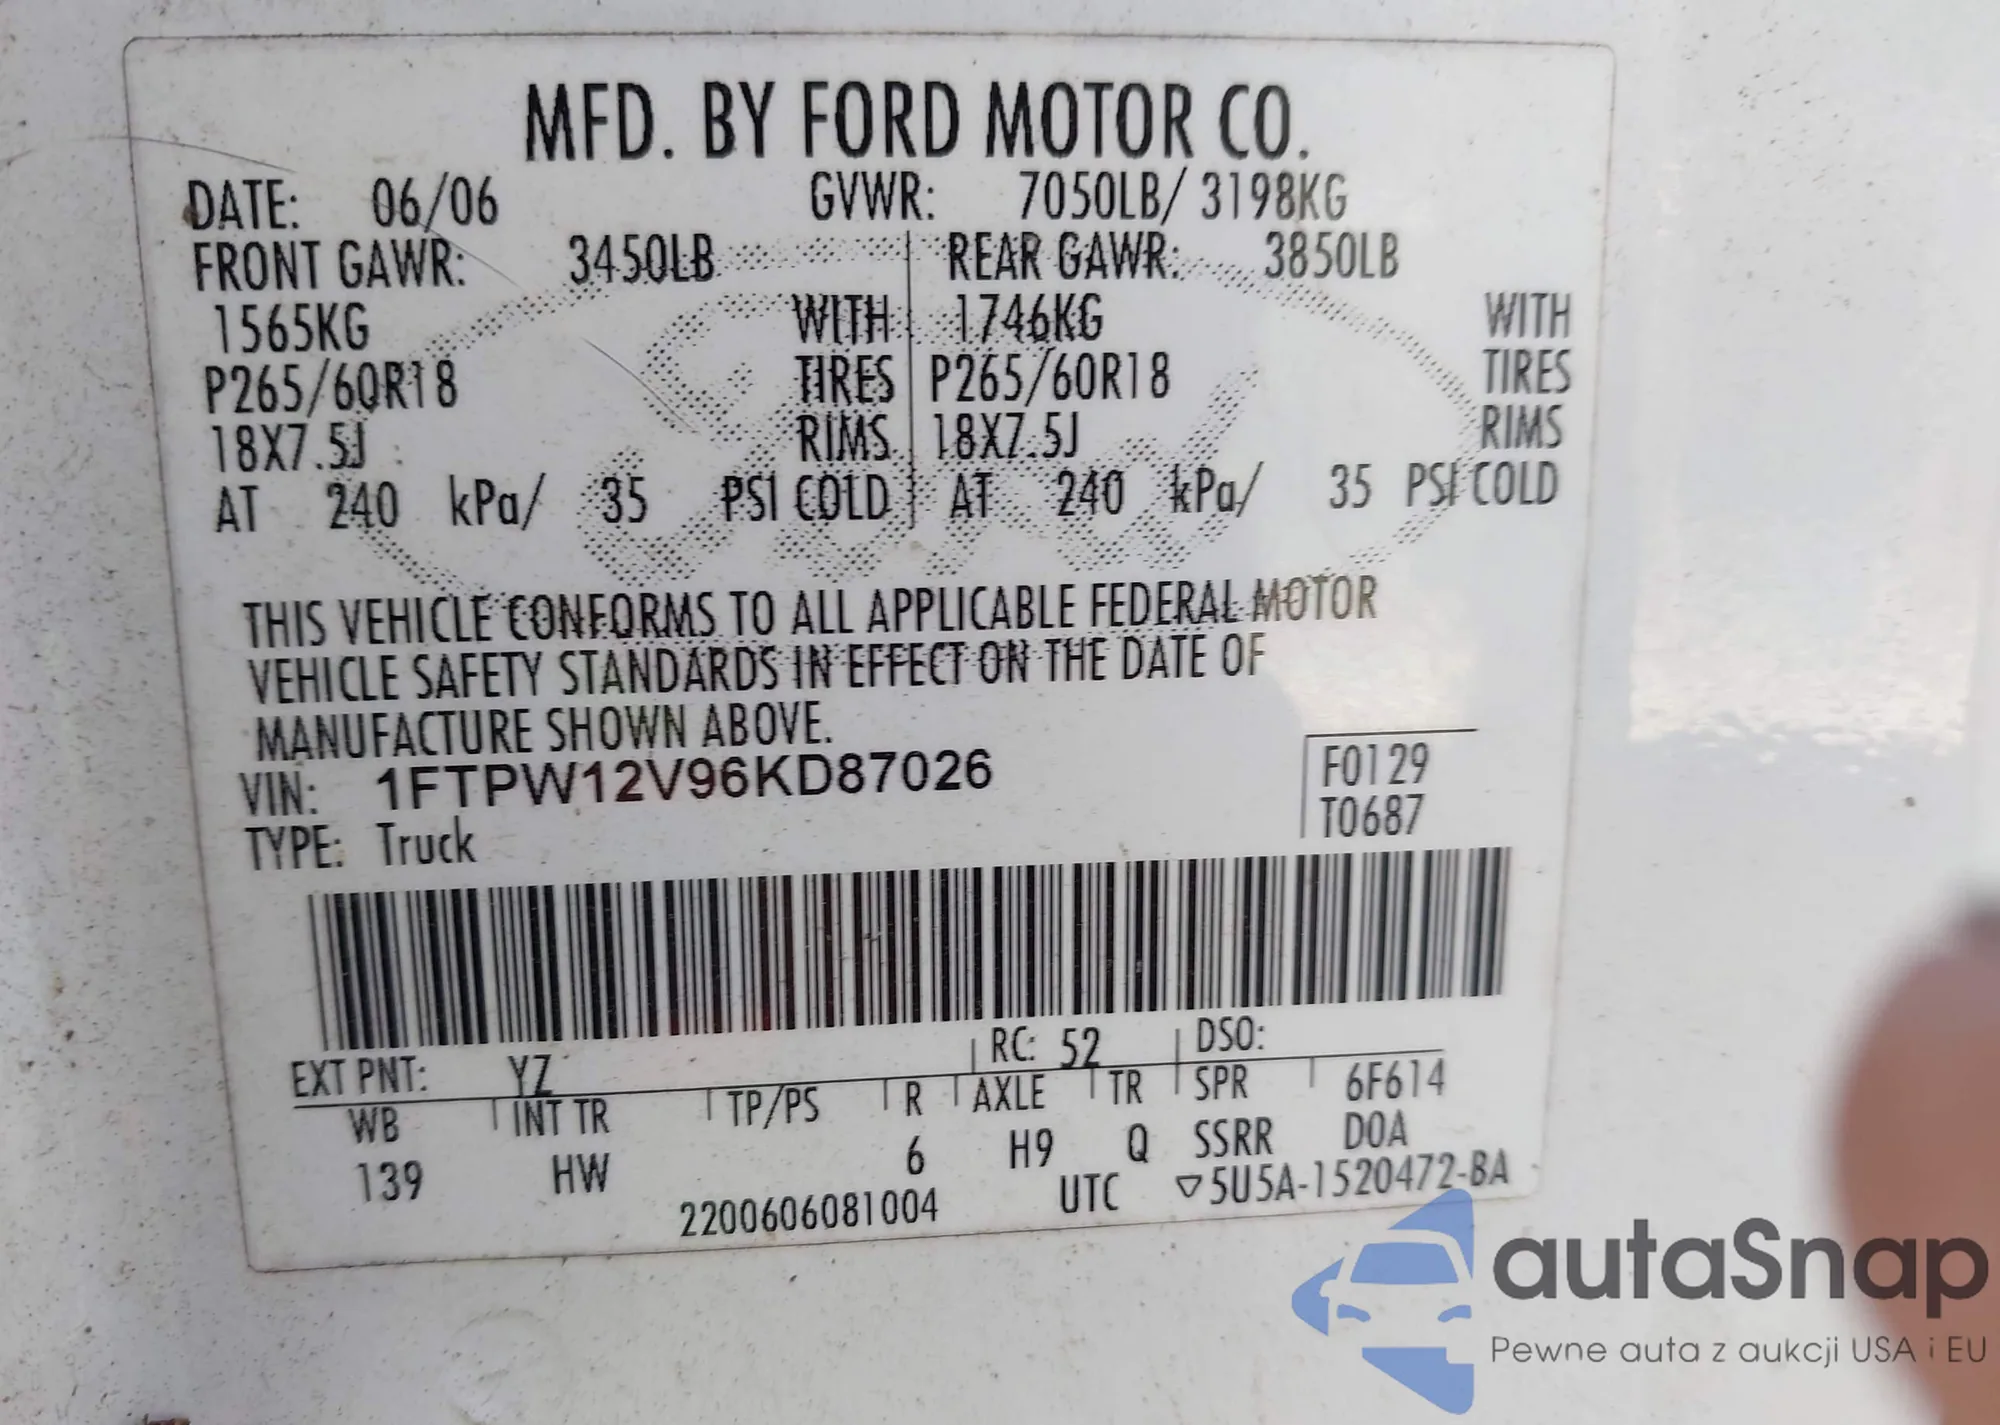 MFD. BY FORD MOTOR CO.
DATE: 06/06 GVWR: 7050LB/ 3198KG
FRONT GAWR: 3450LB REAR GAWR: 3850LB
1565KG WITH 1746KG WITH
P265/60R18 TIRES P265/60R18 TIRES
18X7.5J RIMS 18X7.5J RIMS
AT 240 kPa/ 35 PSI COLD AT 240 kPa/ 35 PSI COLD
THIS VEHICLE CONFORMS TO ALL APPLICABLE FEDERAL MOTOR
VEHICLE SAFETY STANDARDS IN EFFECT ON THE DATE OF
MANUFACTURE SHOWN ABOVE.
VIN: 1FTPW12V96KD87026 F0129
TYPE: Truck T0687
EXT PNT: YZ RC: 52 DSO:
WB INT TR TP/PS R AXLE TR SPR 6F614
139 HW 6 H9 Q SSRR DOA
2200606081004 UTC ▽5U5A-1520472-BA
autaSnap
Pewne auta z aukcji USA i EU